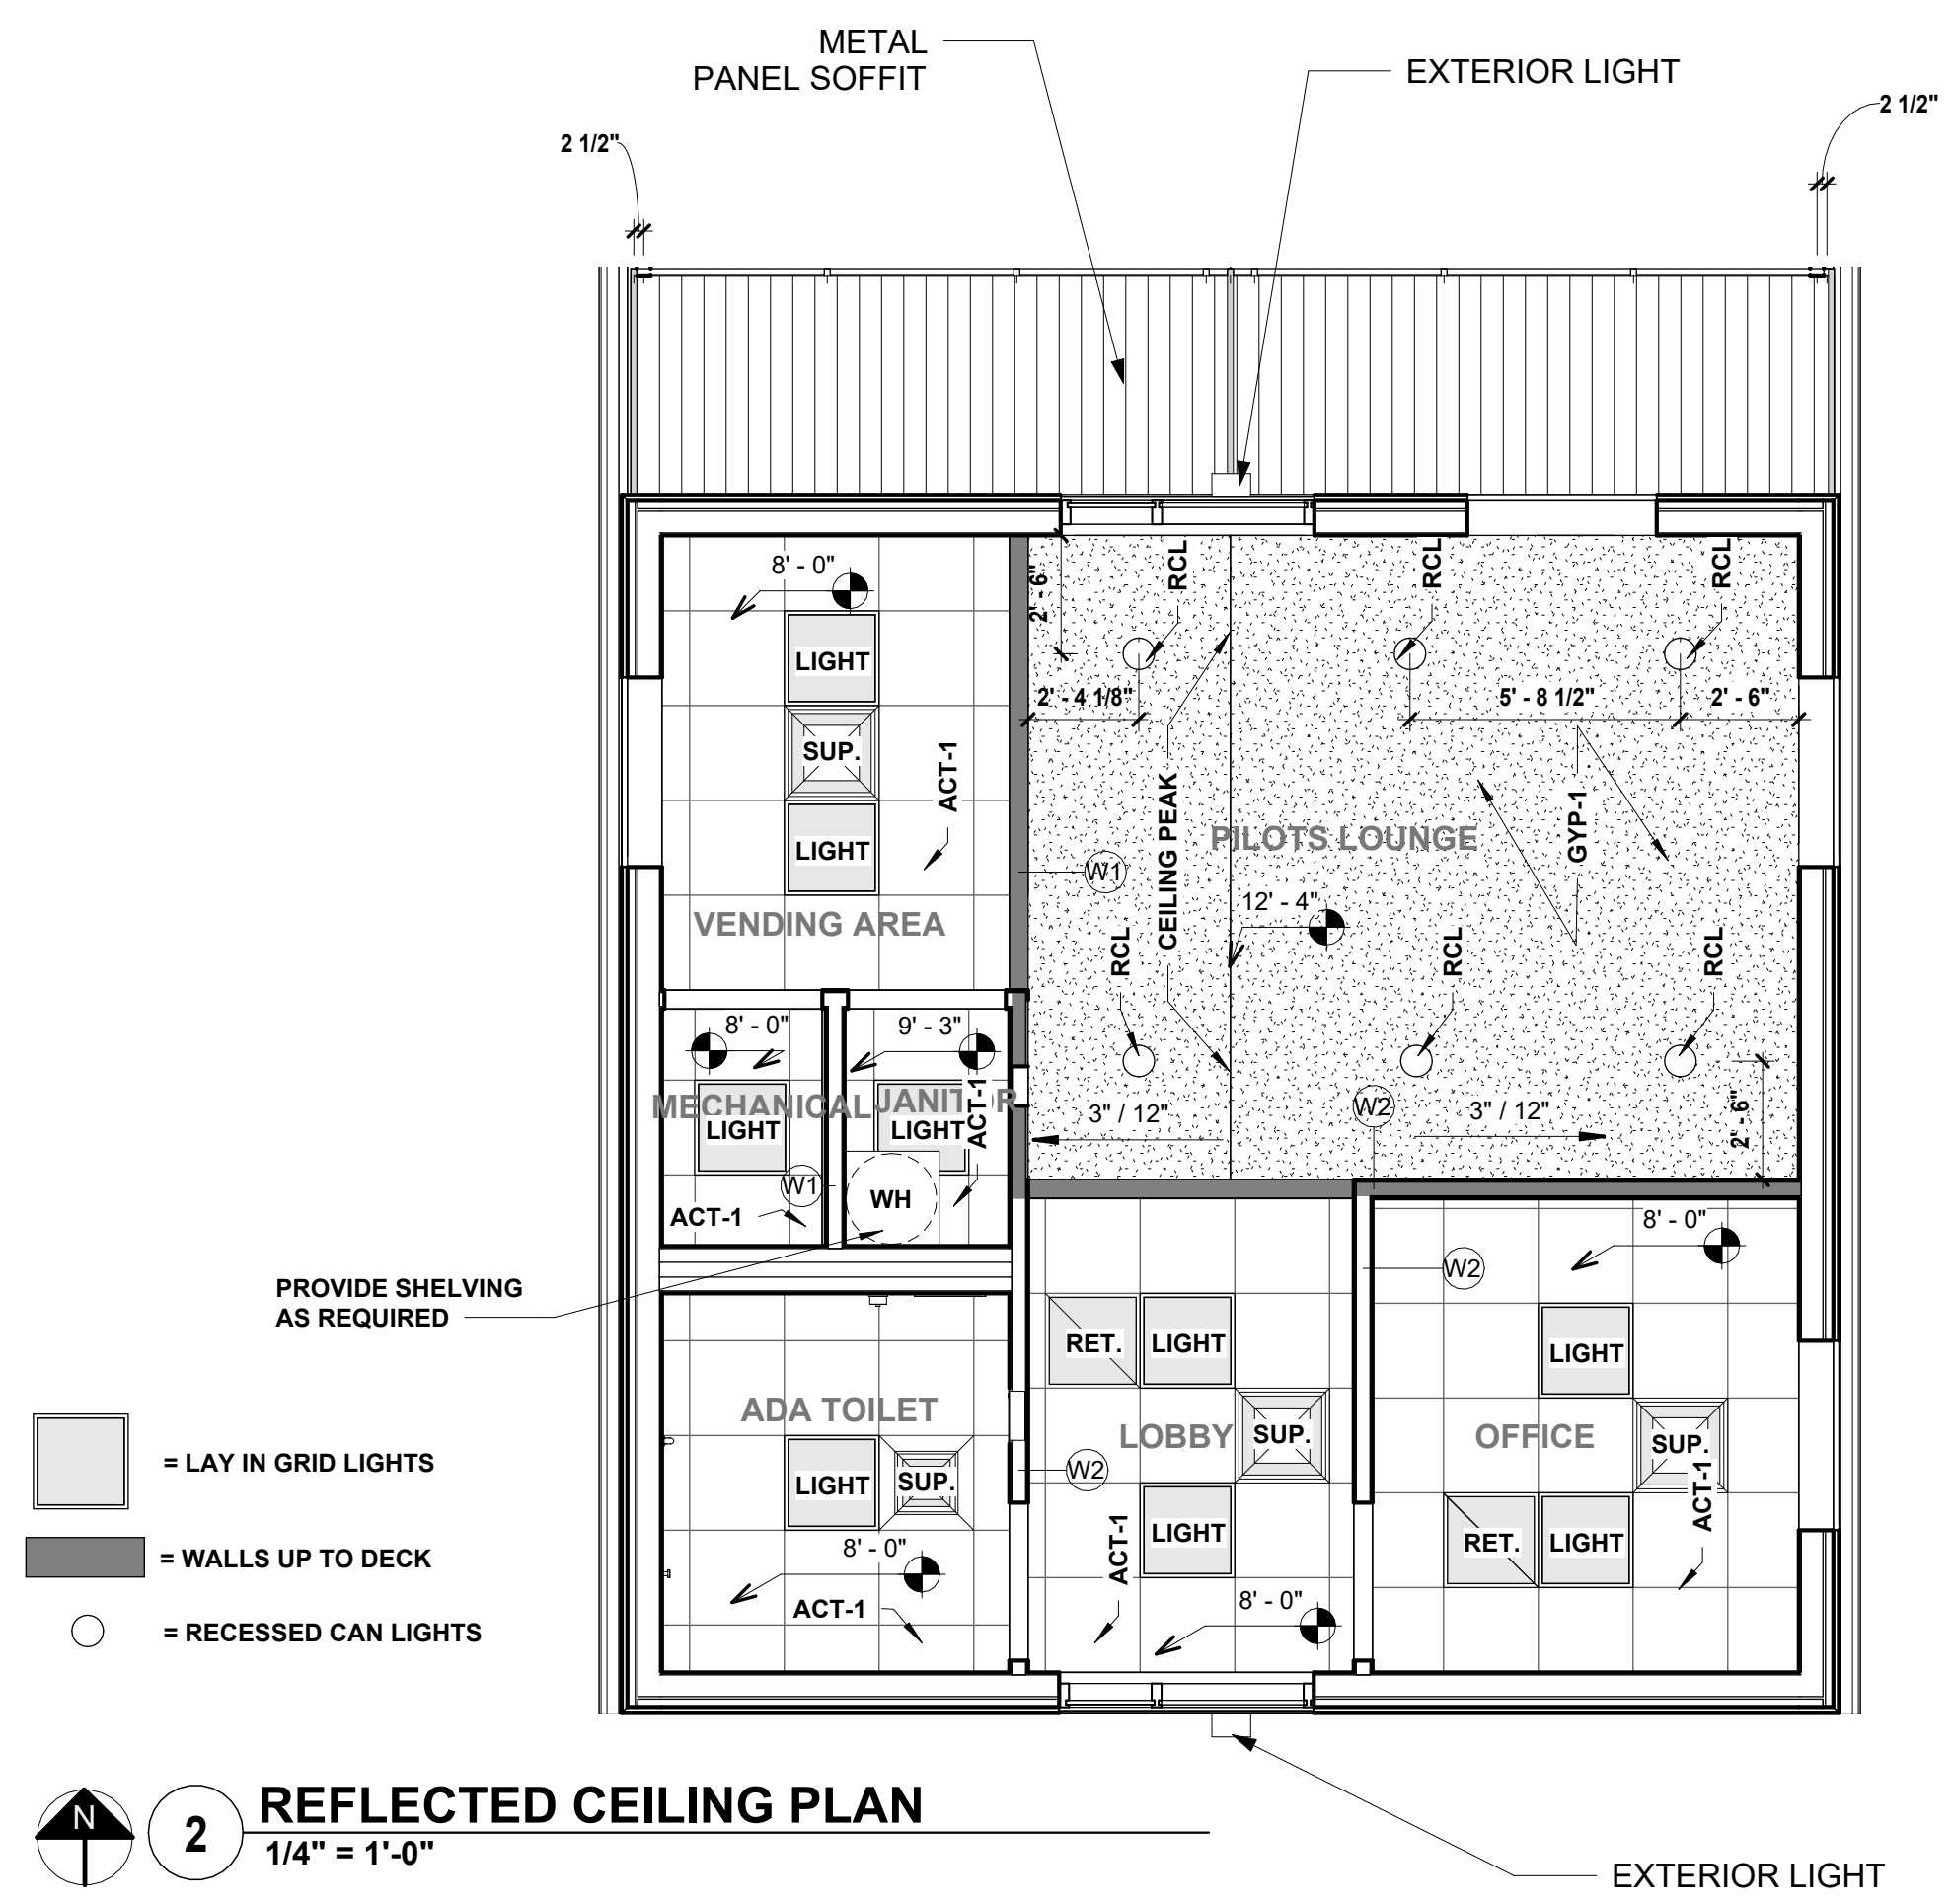 METAL
PANEL SOFFIT
EXTERIOR LIGHT
2 1/2"
2 1/2"
8' - 0"
LIGHT
SUP.
LIGHT
ACT-1
VENDING AREA
2' - 6"
RCL
RCL
RCL
2' - 4 1/8"
5' - 8 1/2"
2' - 6"
CEILING PEAK
PILOTS LOUNGE
GYP-1
W1
12' - 4"
RCL
RCL
RCL
3" / 12"
W2
3" / 12"
2' - 6"
8' - 0"
9' - 3"
MECHANICAL
JANITOR
LIGHT
LIGHT
ACT-1
W1
WH
ACT-1
PROVIDE SHELVING
AS REQUIRED
ADA TOILET
LIGHT
SUP.
8' - 0"
ACT-1
RET.
LIGHT
LOBBY
SUP.
W2
LIGHT
ACT-1
8' - 0"
8' - 0"
W2
LIGHT
OFFICE
SUP.
ACT-1
RET.
LIGHT
= LAY IN GRID LIGHTS
= WALLS UP TO DECK
= RECESSED CAN LIGHTS
N
2
REFLECTED CEILING PLAN
1/4" = 1'-0"
EXTERIOR LIGHT